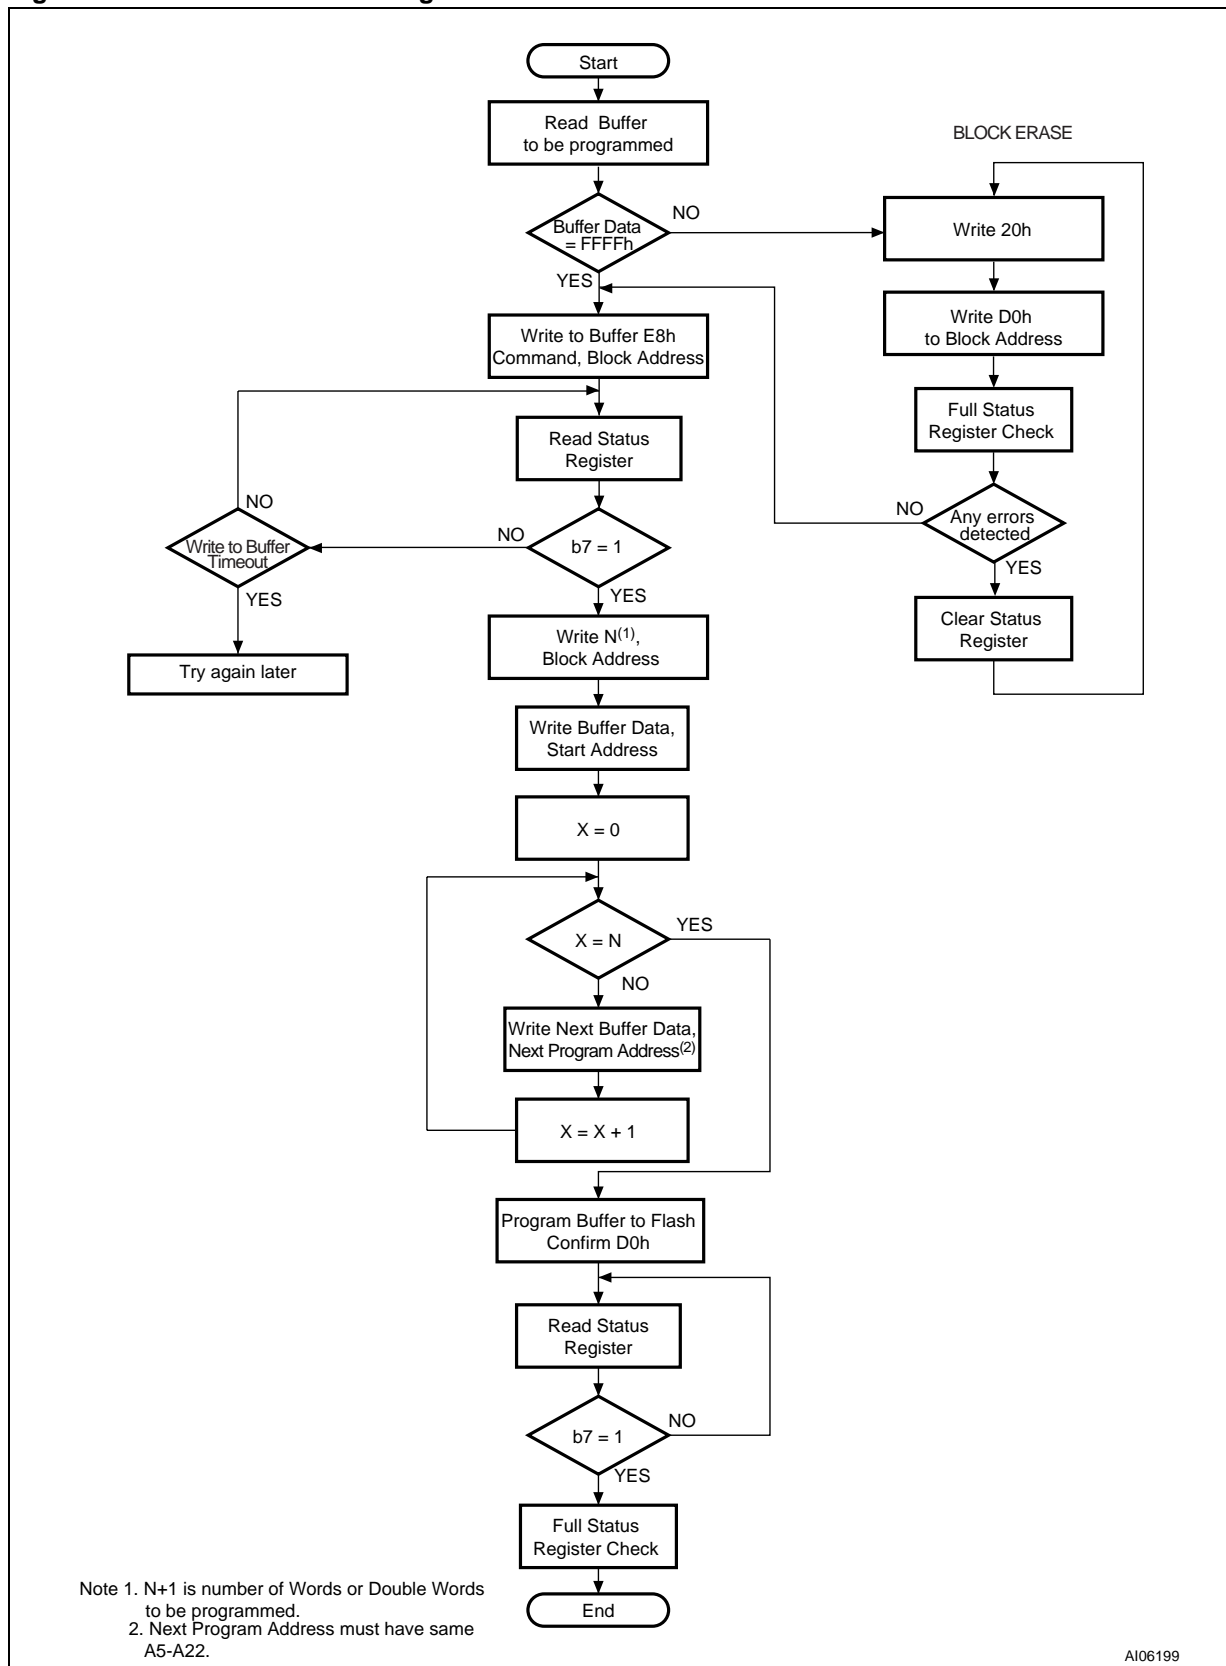 Start
Read Buffer
to be programmed
BLOCK ERASE
Buffer Data
= FFFFh
NO
YES
Write 20h
Write D0h
to Block Address
Write to Buffer E8h
Command, Block Address
Full Status
Register Check
Read Status
Register
NO
Any errors
detected
NO
YES
Write to Buffer
Timeout
NO
YES
b7 = 1
YES
Clear Status
Register
Write N(1),
Block Address
Try again later
Write Buffer Data,
Start Address
X = 0
X = N
YES
NO
Write Next Buffer Data,
Next Program Address(2)
X = X + 1
Program Buffer to Flash
Confirm D0h
Read Status
Register
b7 = 1
NO
YES
Full Status
Register Check
End
Note 1. N+1 is number of Words or Double Words
to be programmed.
2. Next Program Address must have same
A5-A22.
AI06199